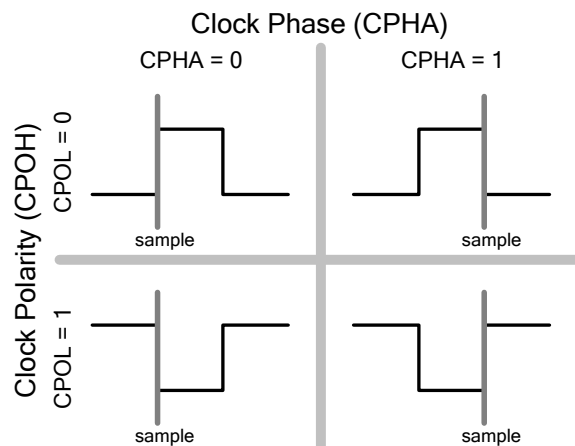 Clock Phase (CPHA)
CPHA = 0
CPHA = 1
Clock Polarity (CPOH)
CPOL = 0
sample
sample
CPOL = 1
sample
sample